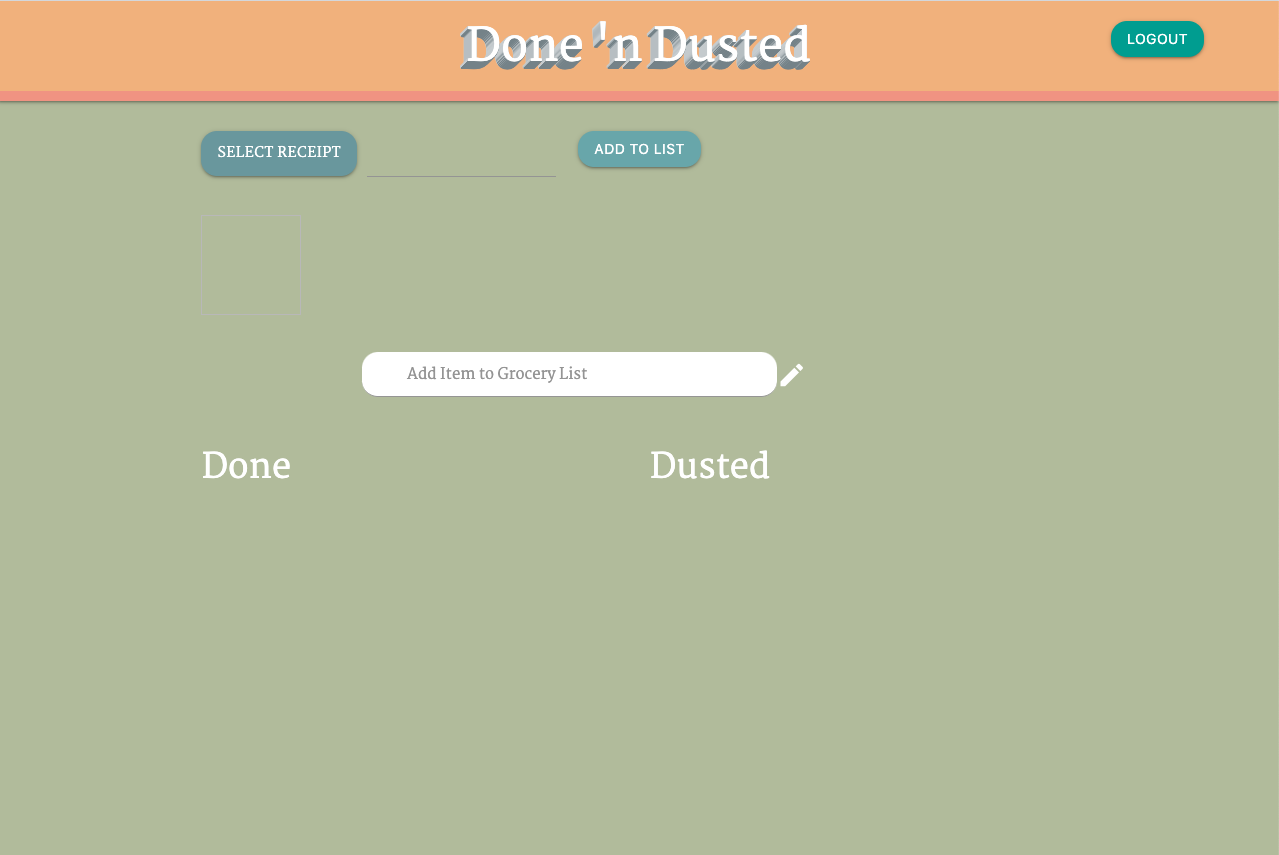 Done 'n Dusted
LOGOUT
SELECT RECEIPT
ADD TO LIST
Add Item to Grocery List
Done
Dusted